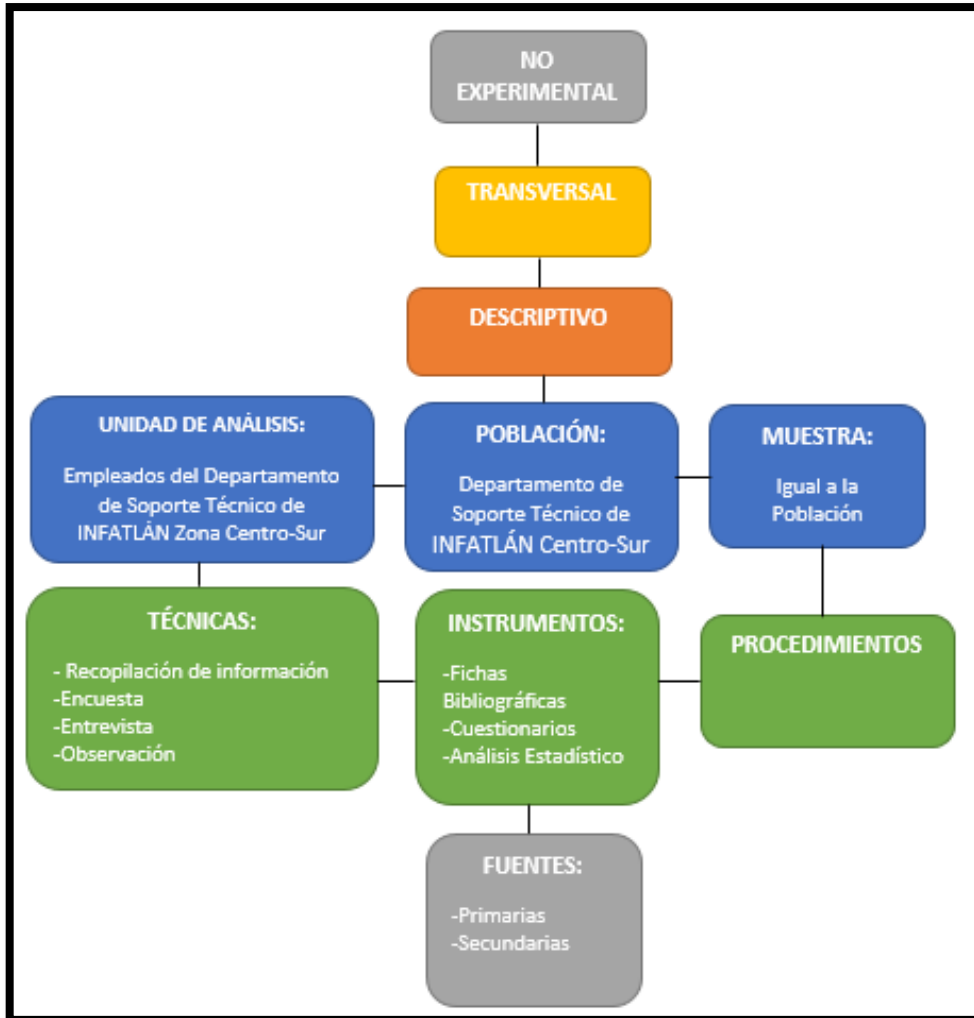 NO
EXPERIMENTAL
TRANSVERSAL
DESCRIPTIVO
UNIDAD DE ANÁLISIS:
Empleados del Departamento
de Soporte Técnico de
INFATLÁN Zona Centro-Sur
POBLACIÓN:
Departamento de
Soporte Técnico de
INFATLÁN Centro-Sur
MUESTRA:
Igual a la
Población
TÉCNICAS:
- Recopilación de información
-Encuesta
-Entrevista
-Observación
INSTRUMENTOS:
-Fichas
Bibliográficas
-Cuestionarios
-Análisis Estadístico
PROCEDIMIENTOS
FUENTES:
-Primarias
-Secundarias